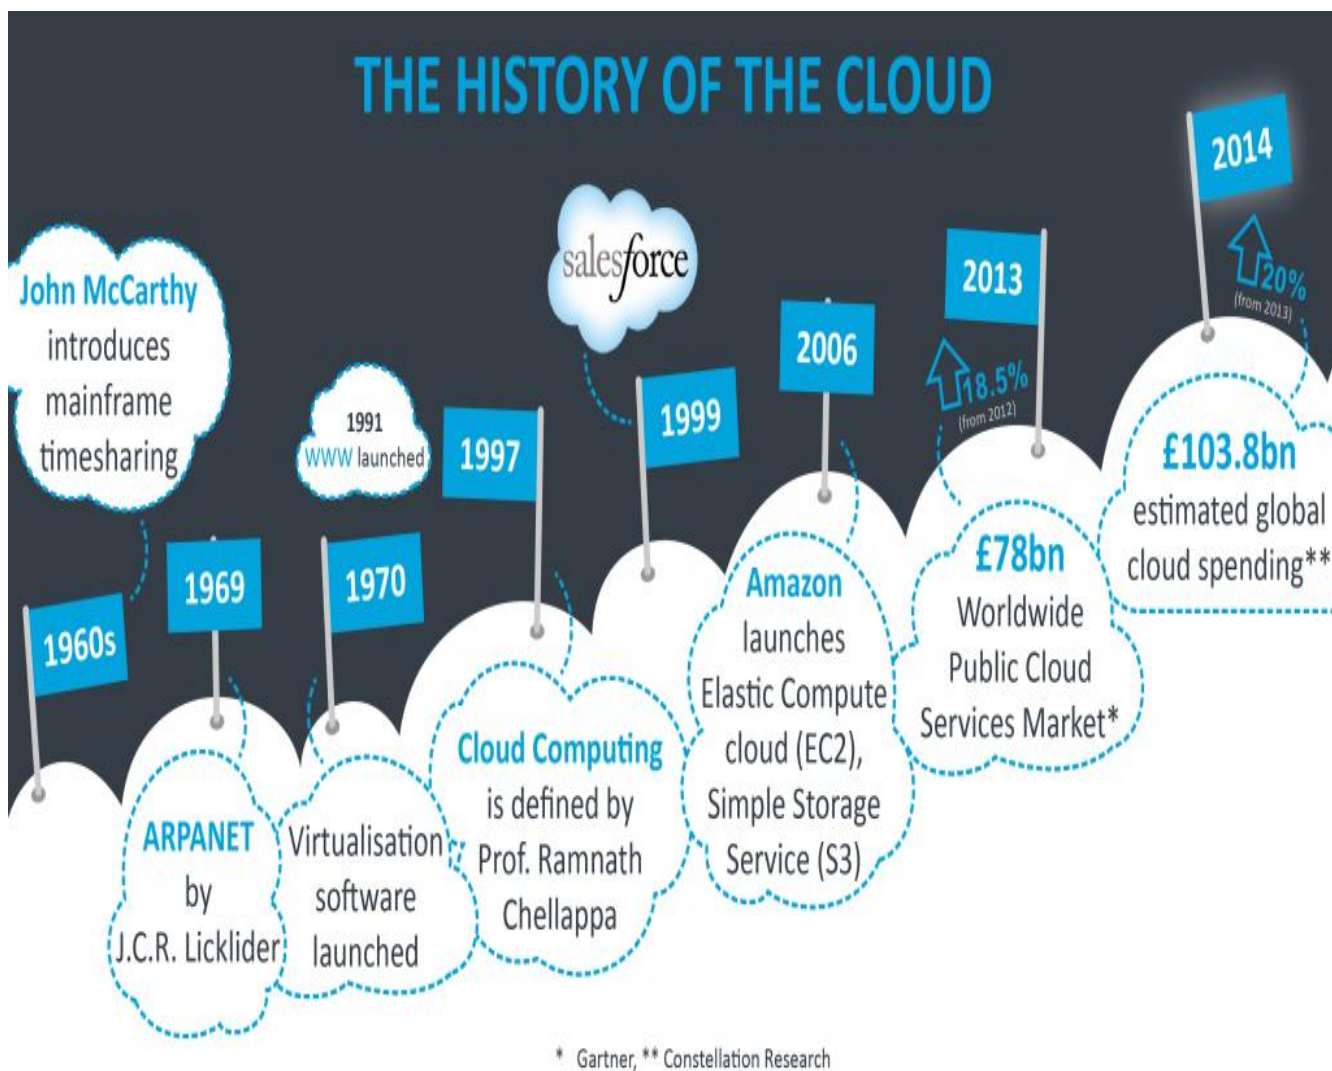 THE HISTORY OF THE CLOUD
John McCarthy
introduces
mainframe
timesharing
1960s
1969
ARPANET
by
J.C.R. Licklider
1970
Virtualisation
software
launched
1991
WWW launched
1997
Cloud Computing
is defined by
Prof. Ramnath
Chellappa
salesforce
1999
2006
Amazon
launches
Elastic Compute
cloud (EC2),
Simple Storage
Service (S3)
2013
18.5%
(from 2012)
£78bn
Worldwide
Public Cloud
Services Market*
2014
20%
(from 2013)
£103.8bn
estimated global
cloud spending**
* Gartner, ** Constellation Research